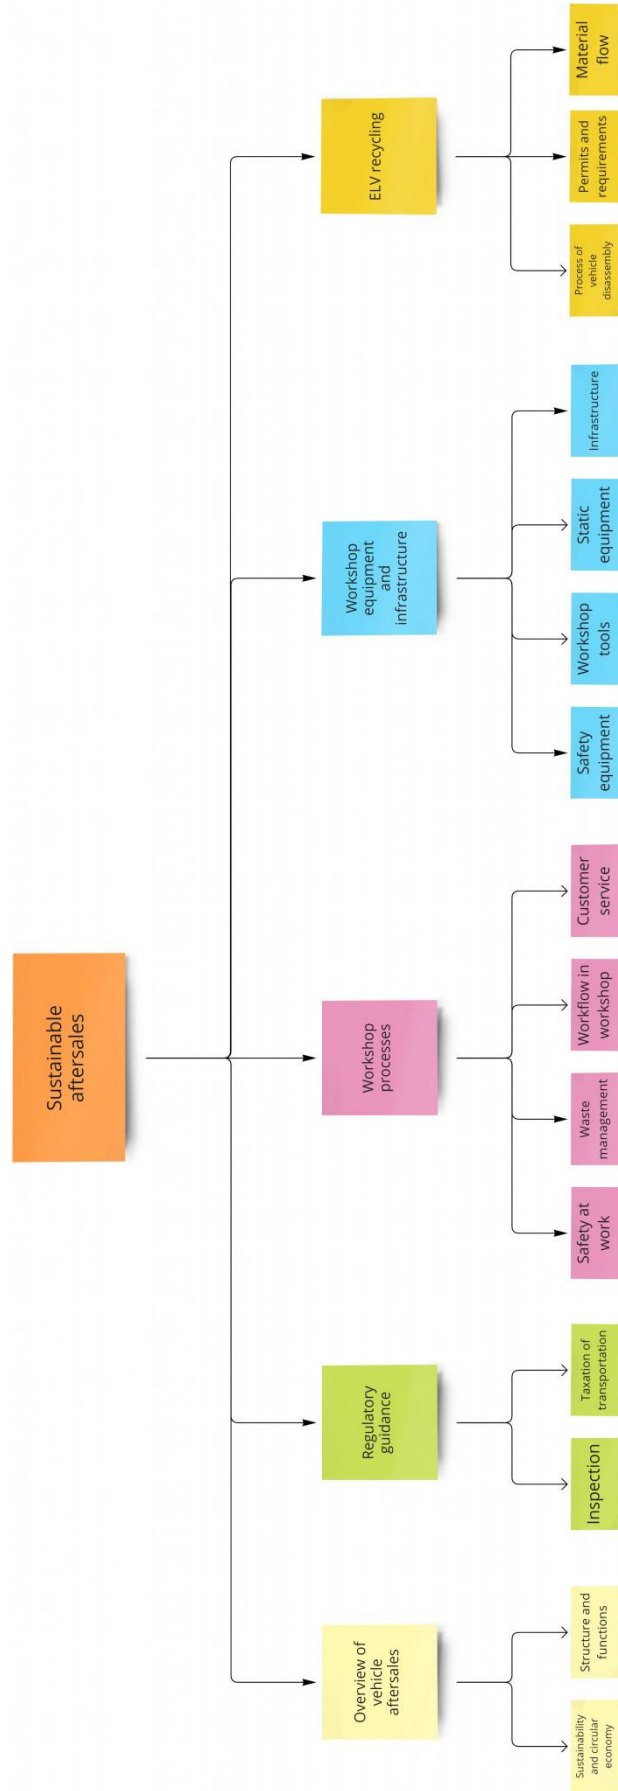 Sustainable
aftersales
Overview of
vehicle
aftersales
Regulatory
guidance
Workshop
processes
Workshop
equipment
and
infrastructure
ELV recycling
Sustainability
and circular
economy
Structure and
functions
Inspection
Taxation of
transportation
Safety at
work
Waste
management
Workflow in
workshop
Customer
service
Safety
equipment
Workshop
tools
Static
equipment
Infrastructure
Process of
vehicle
disassembly
Permits and
requirements
Material
flow